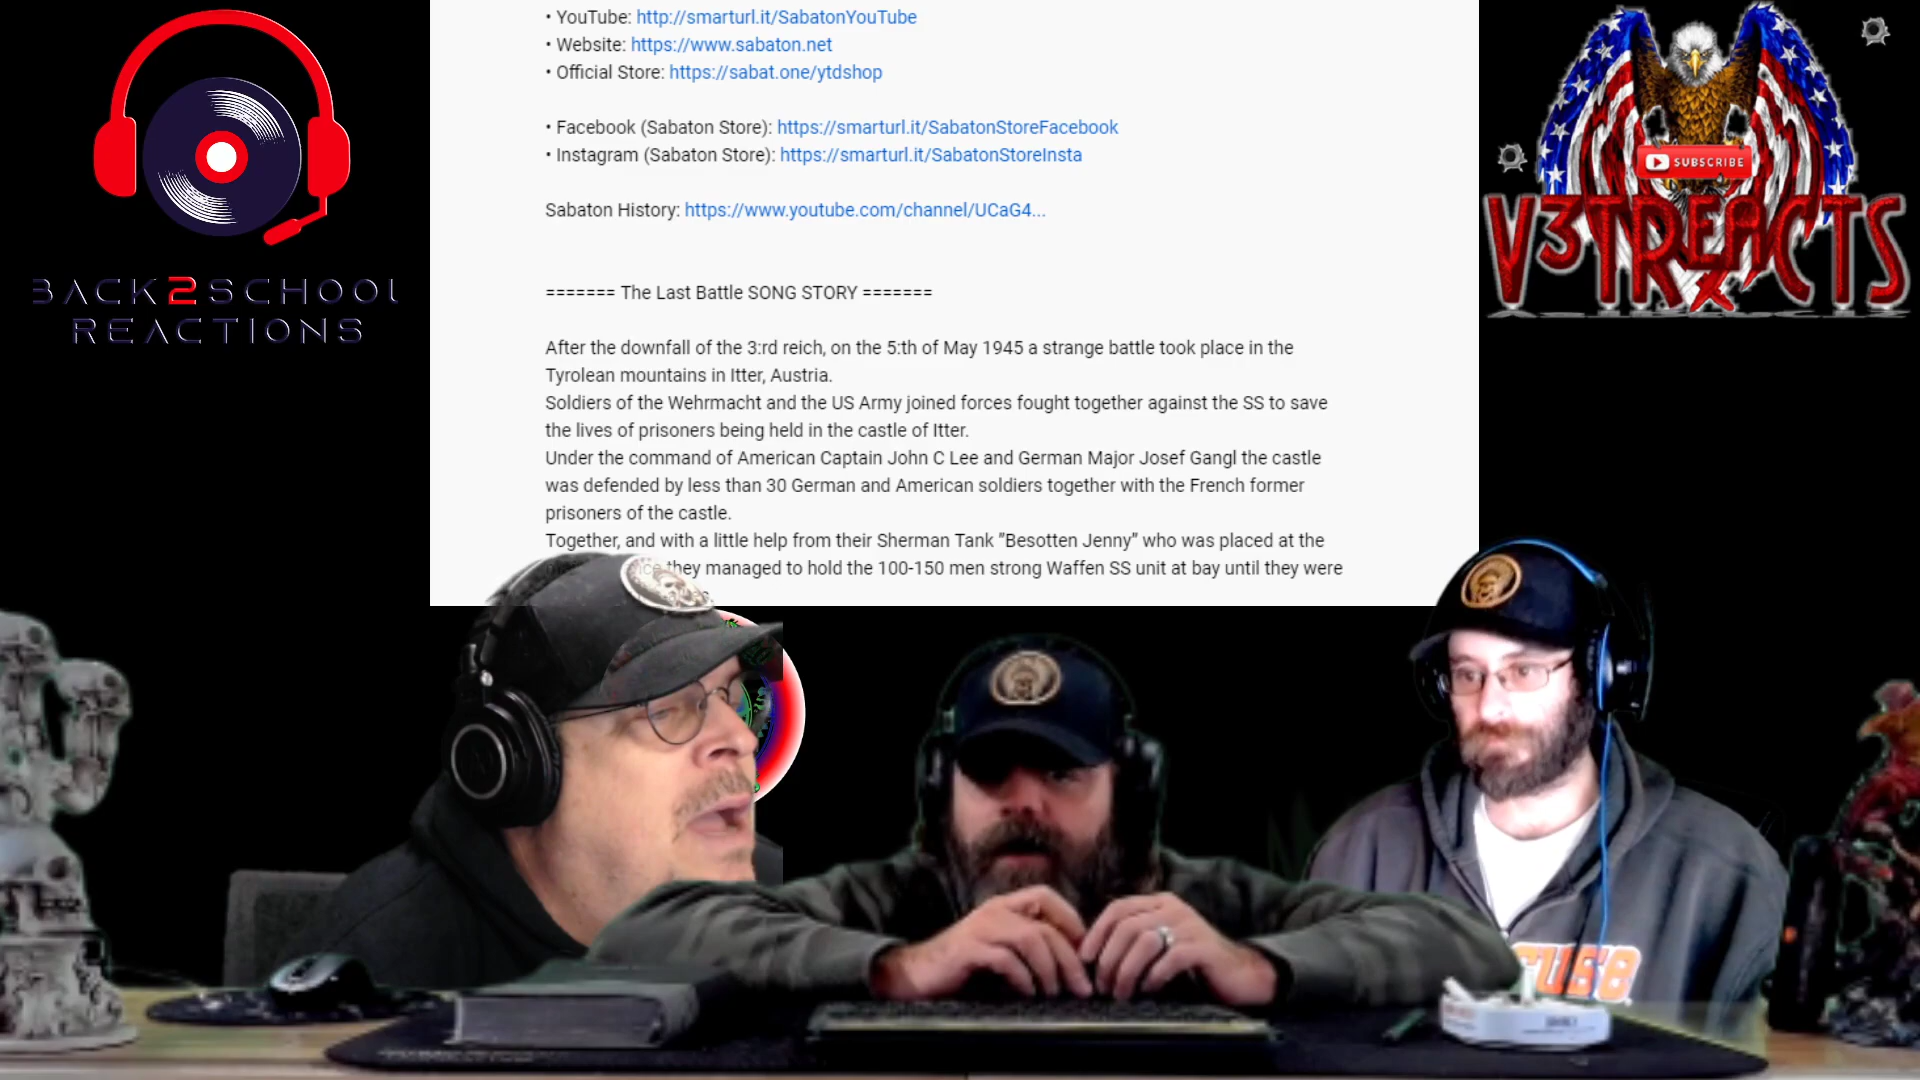 • YouTube: http://smarturl.it/SabatonYouTube
• Website: https://www.sabaton.net
• Official Store: https://sabat.one/ytdshop
• Facebook (Sabaton Store): https://smarturl.it/SabatonStoreFacebook
• Instagram (Sabaton Store): https://smarturl.it/SabatonStoreInsta
Sabaton History: https://www.youtube.com/channel/UCaG4...
======= The Last Battle SONG STORY =======
After the downfall of the 3:rd reich, on the 5:th of May 1945 a strange battle took place in the
Tyrolean mountains in Itter, Austria.
Soldiers of the Wehrmacht and the US Army joined forces fought together against the SS to save
the lives of prisoners being held in the castle of Itter.
Under the command of American Captain John C Lee and German Major Josef Gangl the castle
was defended by less than 30 German and American soldiers together with the French former
prisoners of the castle.
Together, and with a little help from their Sherman Tank ”Besotten Jenny” who was placed at the
they managed to hold the 100-150 men strong Waffen SS unit at bay until they were
BACK2SCHOOL
REACTIONS
SUBSCRIBE
V3TREACTS
CUSE